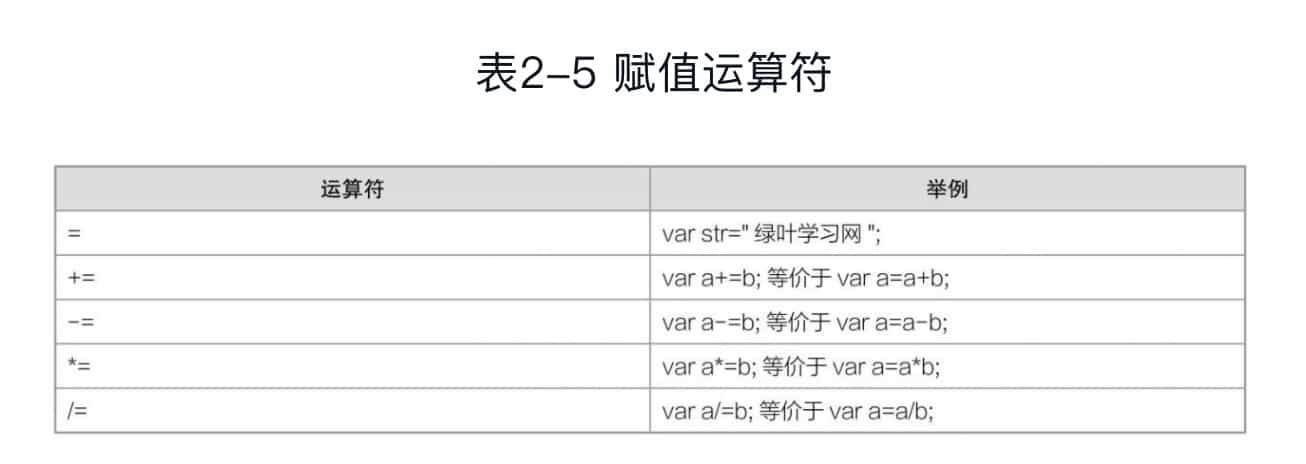 表2-5 赋值运算符
运算符 举例
= var str=" 绿叶学习网 ";
+= var a+=b; 等价于 var a=a+b;
-= var a-=b; 等价于 var a=a-b;
*= var a*=b; 等价于 var a=a*b;
/= var a/=b; 等价于 var a=a/b;